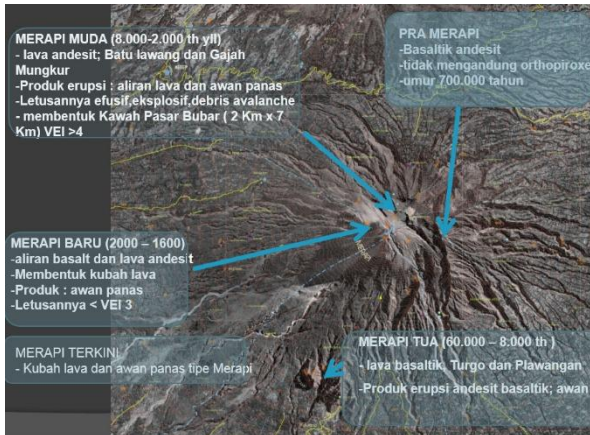 MERAPI MUDA (8.000-2.000 th yll)
- lava andesit; Batu lawang dan Gajah
Mungkur
-Produk erupsi : aliran lava dan awan panas
-Letusannya efusif,eksplosif,debris avalanche
- membentuk Kawah Pasar Bubar ( 2 Km x 7
Km) VEI >4
PRA MERAPI
-Basaltik andesit
-tidak mengandung orthopiroxe
-umur 700.000 tahun
MERAPI BARU (2000 – 1600)
-aliran basalt dan lava andesit
-Membentuk kubah lava
-Produk : awan panas
-Letusannya < VEI 3
MERAPI TERKINI
- Kubah lava dan awan panas tipe Merapi
MERAPI TUA (60.000 – 8.000 th )
- lava basaltik, Turgo dan Plawangan
-Produk erupsi andesit basaltik; awan